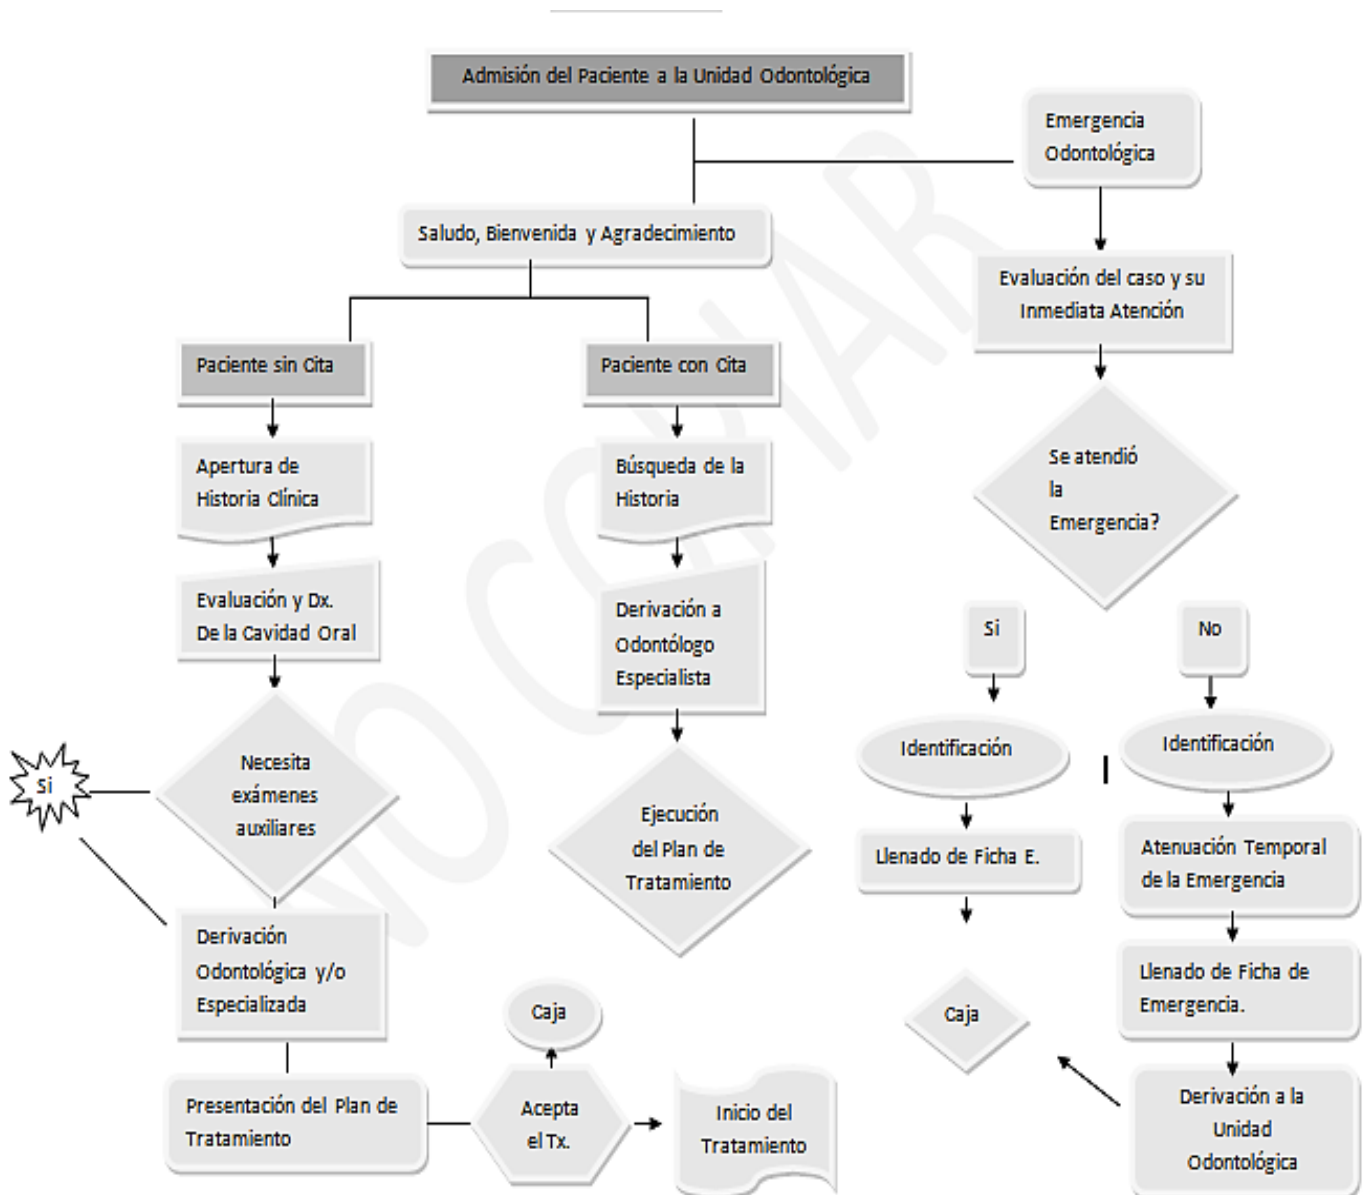 Admisión del Paciente a la Unidad Odontológica
Emergencia
Odontológica
Saludo, Bienvenida y Agradecimiento
Evaluación del caso y su
Inmediata Atención
Paciente sin Cita
Paciente con Cita
Apertura de
Historia Clínica
Búsqueda de la
Historia
Se atendió
la
Emergencia?
Evaluación y Dx.
De la Cavidad Oral
Derivación a
Odontólogo
Especialista
Si
No
Necesita
exámenes
auxiliares
Si
Identificación
Identificación
Ejecución
del Plan de
Tratamiento
Llenado de Ficha E.
Atenuación Temporal
de la Emergencia
Derivación
Odontológica y/o
Especializada
Llenado de Ficha de
Emergencia.
Caja
Caja
Presentación del Plan de
Tratamiento
Acepta
el Tx.
Inicio del
Tratamiento
Derivación a la
Unidad
Odontológica
NO COPIAR